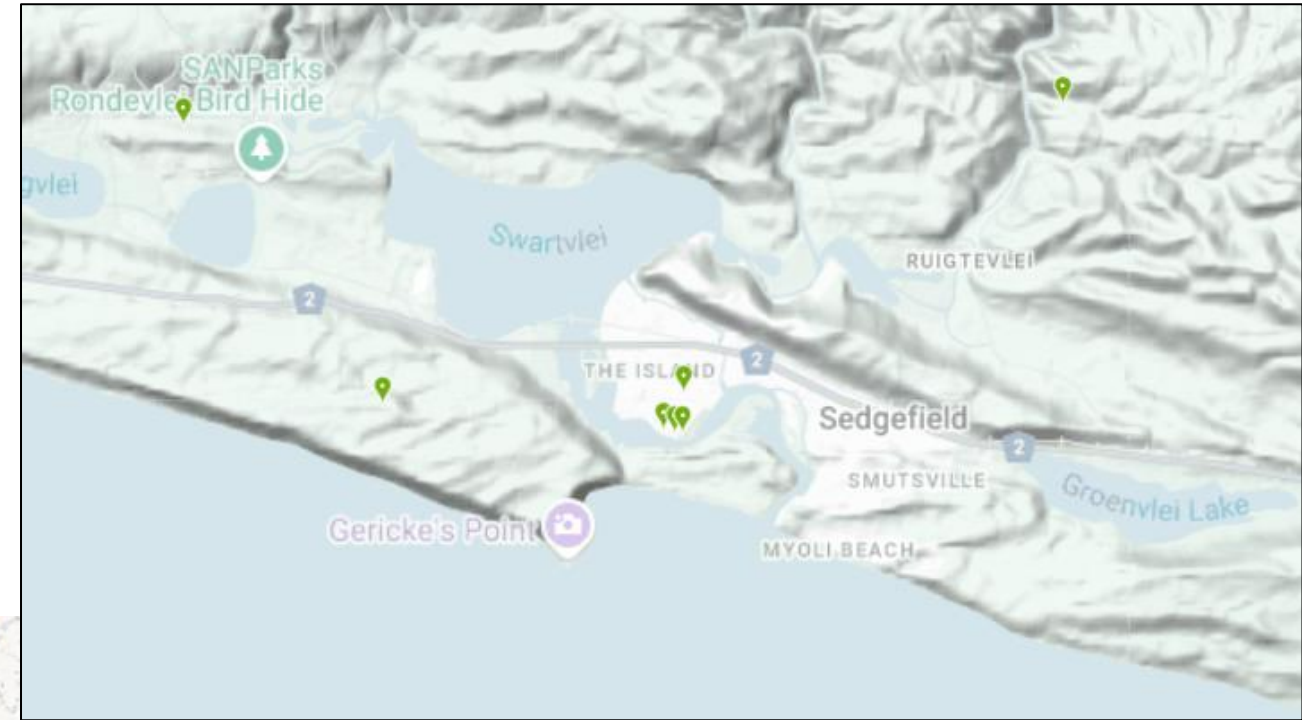 SANParks
Rondevlei Bird Hide
gvlei
Swartvlei
RUIGTEVLEI
2
THE ISLAND
2
Sedgefield
2
SMUTSVILLE
Groenvlei Lake
Gericke's Point
MYOLI BEACH